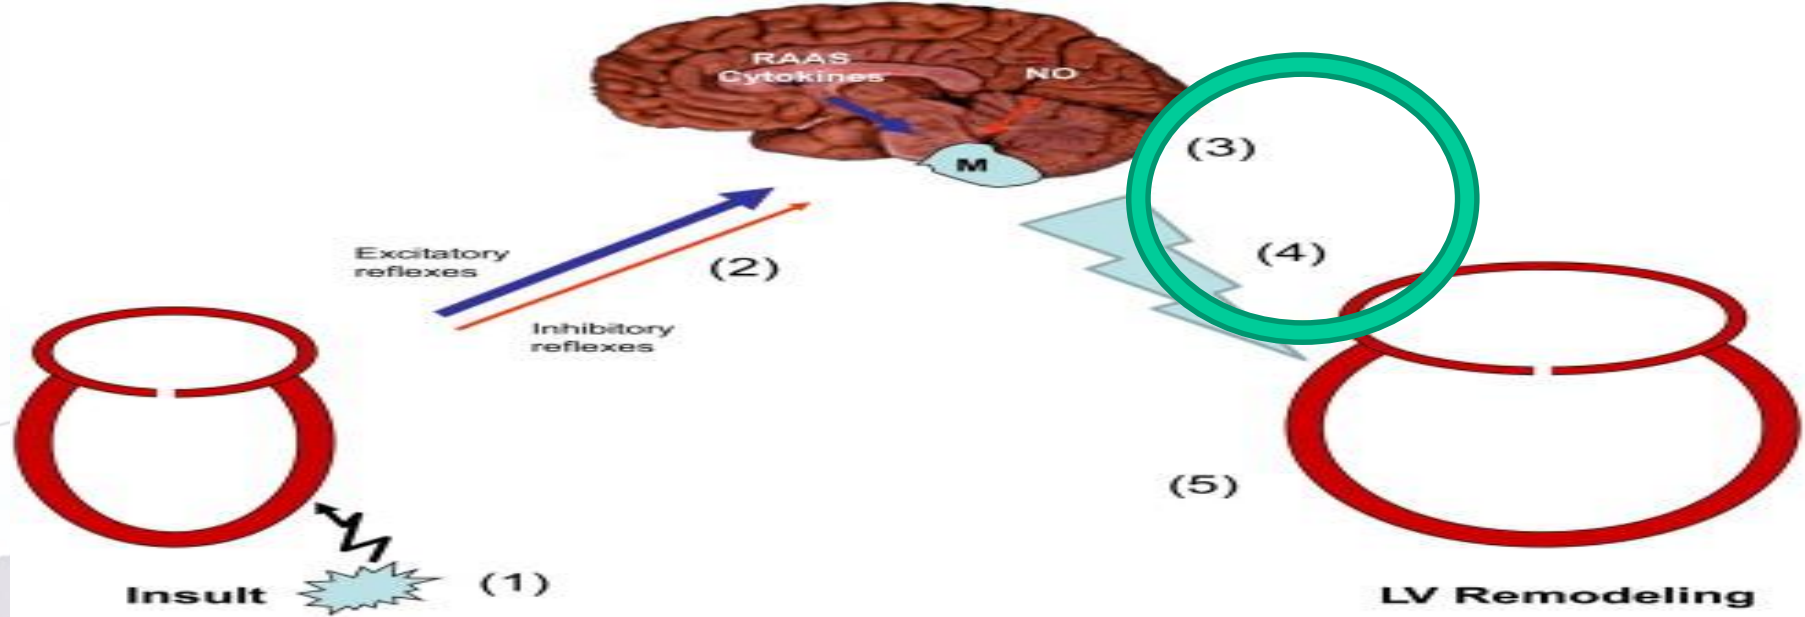 RAAS
Cytokines
NO
M
(3)
Excitatory
reflexes
(2)
(4)
Inhibitory
reflexes
(5)
Insult
(1)
LV Remodeling